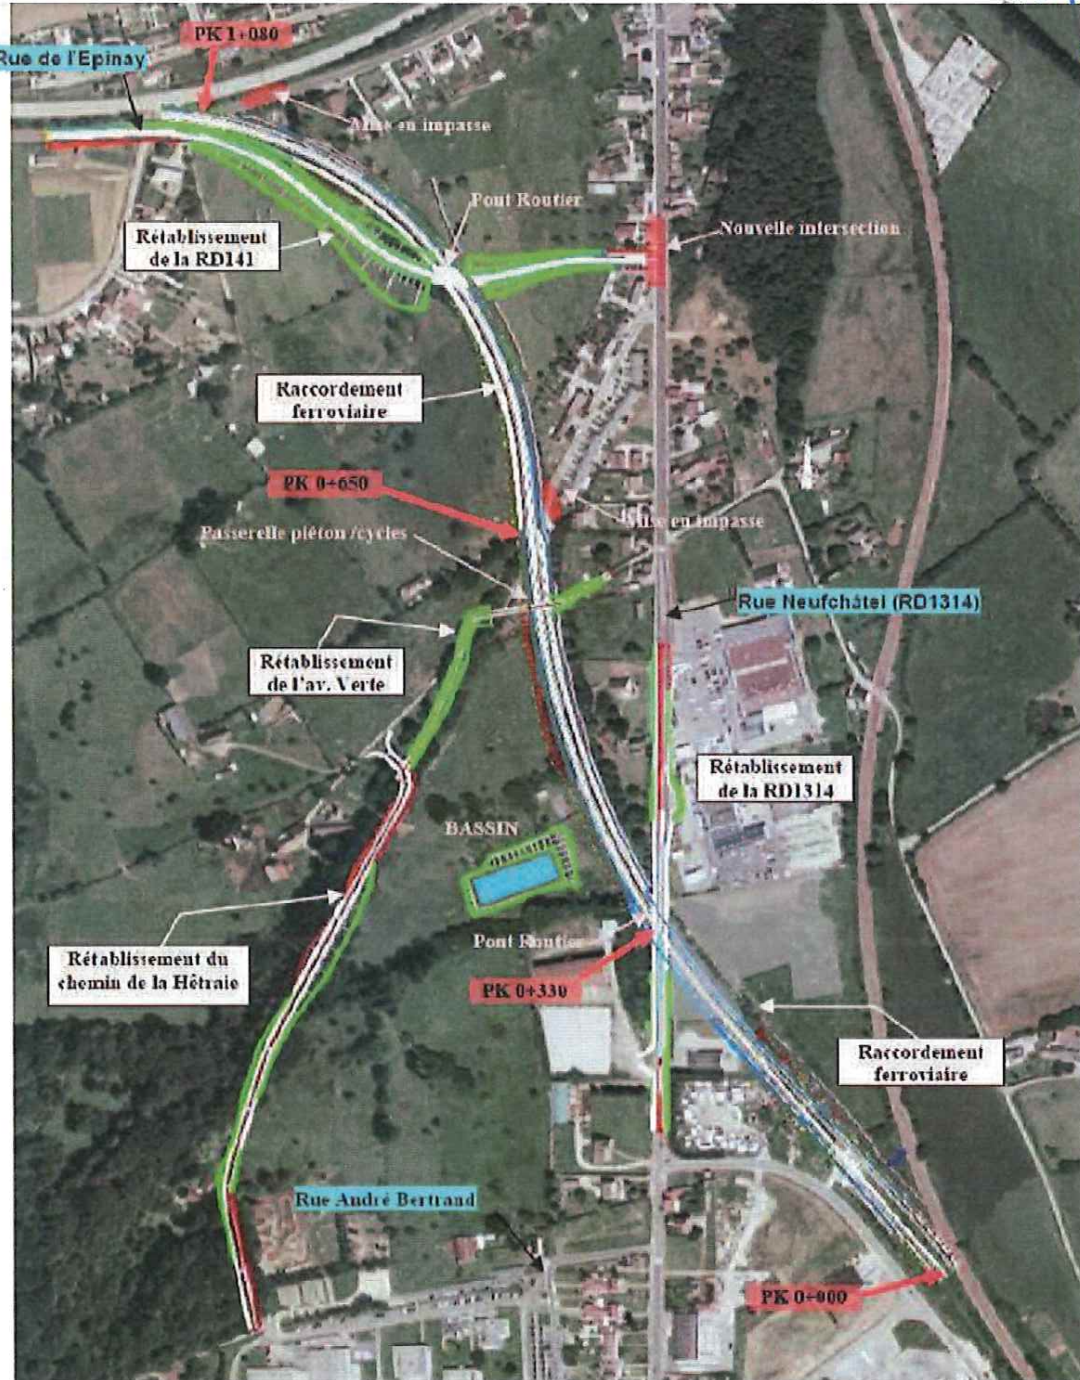 PK 1+080
Rue de l'Epinay
Mise en impasse
Pont Routier
Nouvelle intersection
Rétablissement
de la RD141
Raccordement
ferroviaire
PK 0+650
Mise en impasse
Passerelle piéton /cycles
Rue Neufchâtel (RD1314)
Rétablissement
de l'av. Verte
Rétablissement
de la RD1314
BASSIN
Pont Routier
Rétablissement du
chemin de la Hêtraie
PK 0+330
Raccordement
ferroviaire
Rue André Bertrand
PK 0+000